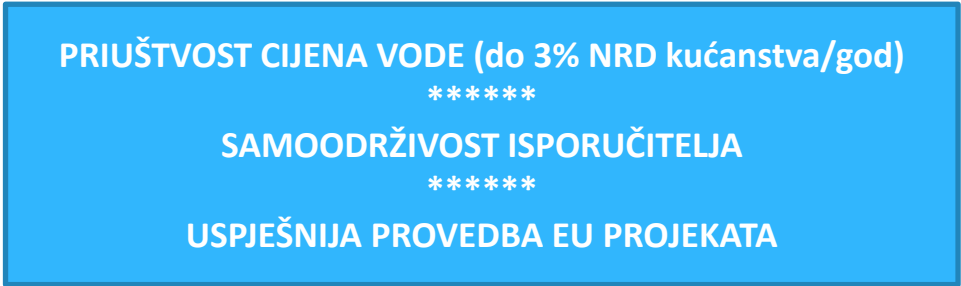 PRIUŠTVOST CIJENA VODE (do 3% NRD kućanstva/god)
******
SAMOODRŽIVOST ISPORUČITELJA
******
USPJEŠNIJA PROVEDBA EU PROJEKATA